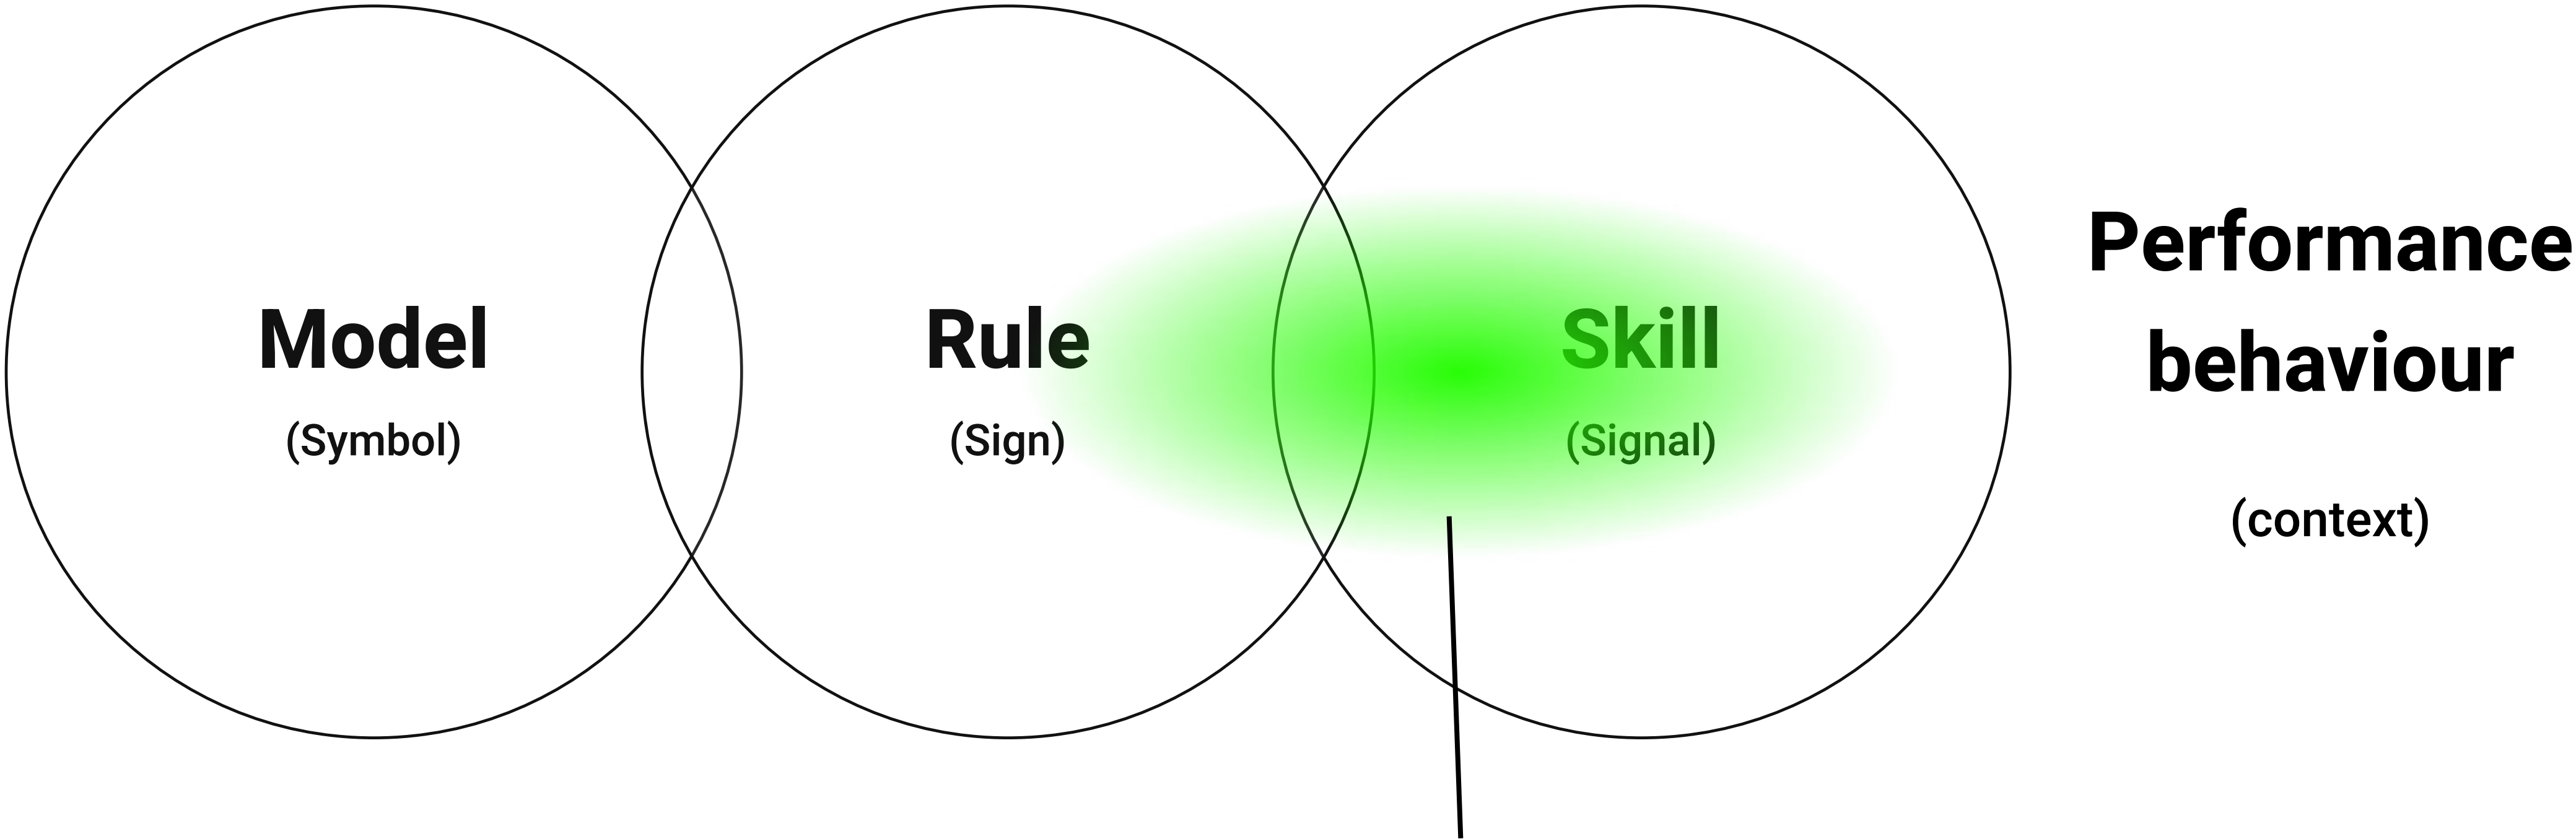 Model
(Symbol)
Rule
(Sign)
Skill
(Signal)
Performance
behaviour
(context)